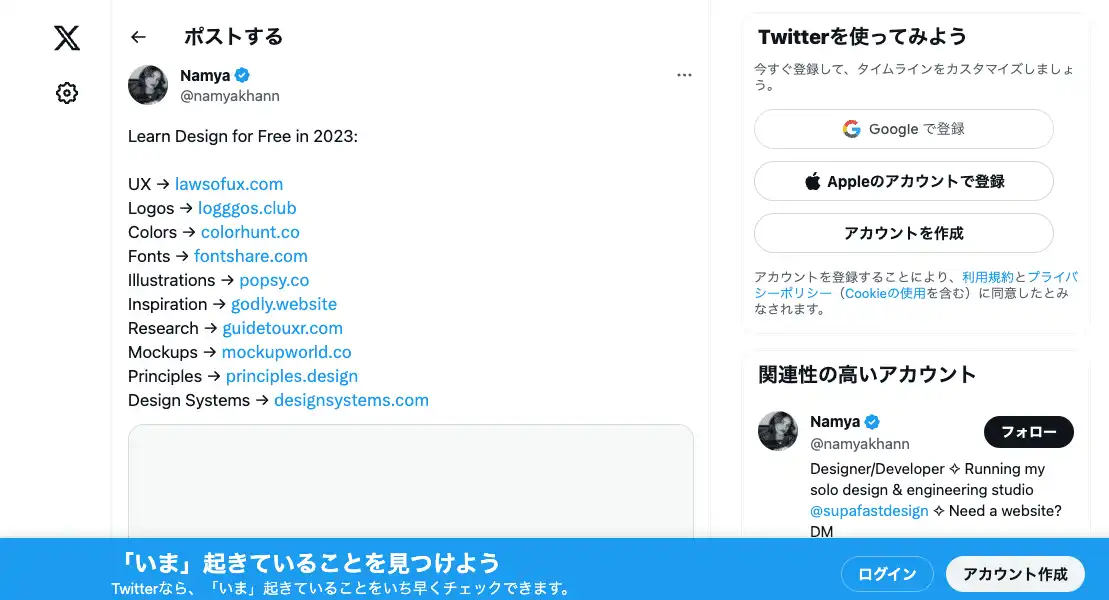 ポストする
Namya
@namyakhann
Learn Design for Free in 2023:
UX → lawsofux.com
Logos → logggos.club
Colors → colorhunt.co
Fonts → fontshare.com
Illustrations → popsy.co
Inspiration → godly.website
Research → guidetouxr.com
Mockups → mockupworld.co
Principles → principles.design
Design Systems → designsystems.com
Twitterを使ってみよう
今すぐ登録して、タイムラインをカスタマイズしましょ
う。
Google で登録
Appleのアカウントで登録
アカウントを作成
アカウントを登録することにより、利用規約とプライバ
シーポリシー（Cookieの使用を含む）に同意したとみ
なされます。
関連性の高いアカウント
Namya
@namyakhann
フォロー
Designer/Developer ✧ Running my
solo design & engineering studio
@supafastdesign ✧ Need a website?
DM
「いま」起きていることを見つけよう
Twitterなら、「いま」起きていることをいち早くチェックできます。
ログイン
アカウント作成